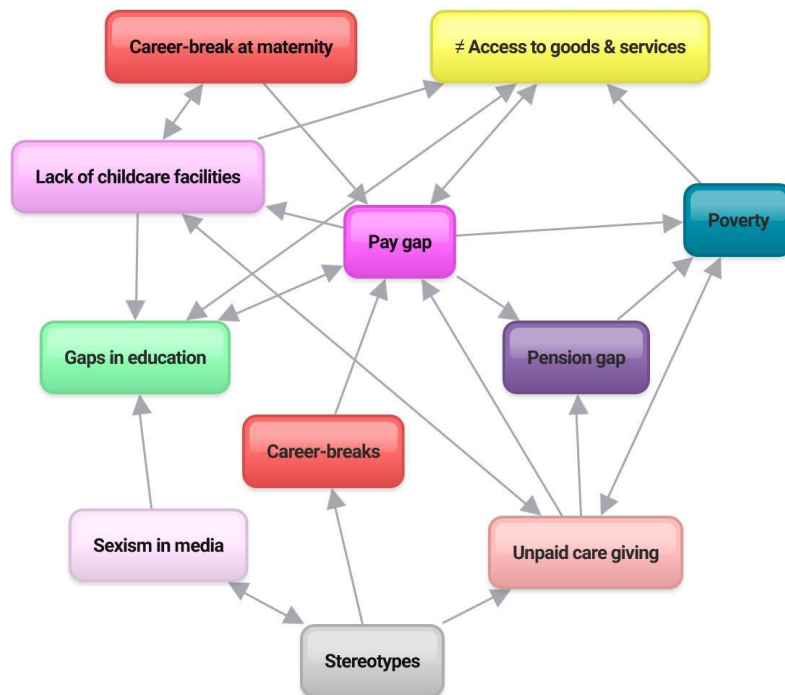 Career-break at maternity
≠ Access to goods & services
Lack of childcare facilities
Poverty
Pay gap
Gaps in education
Pension gap
Career-breaks
Sexism in media
Unpaid care giving
Stereotypes